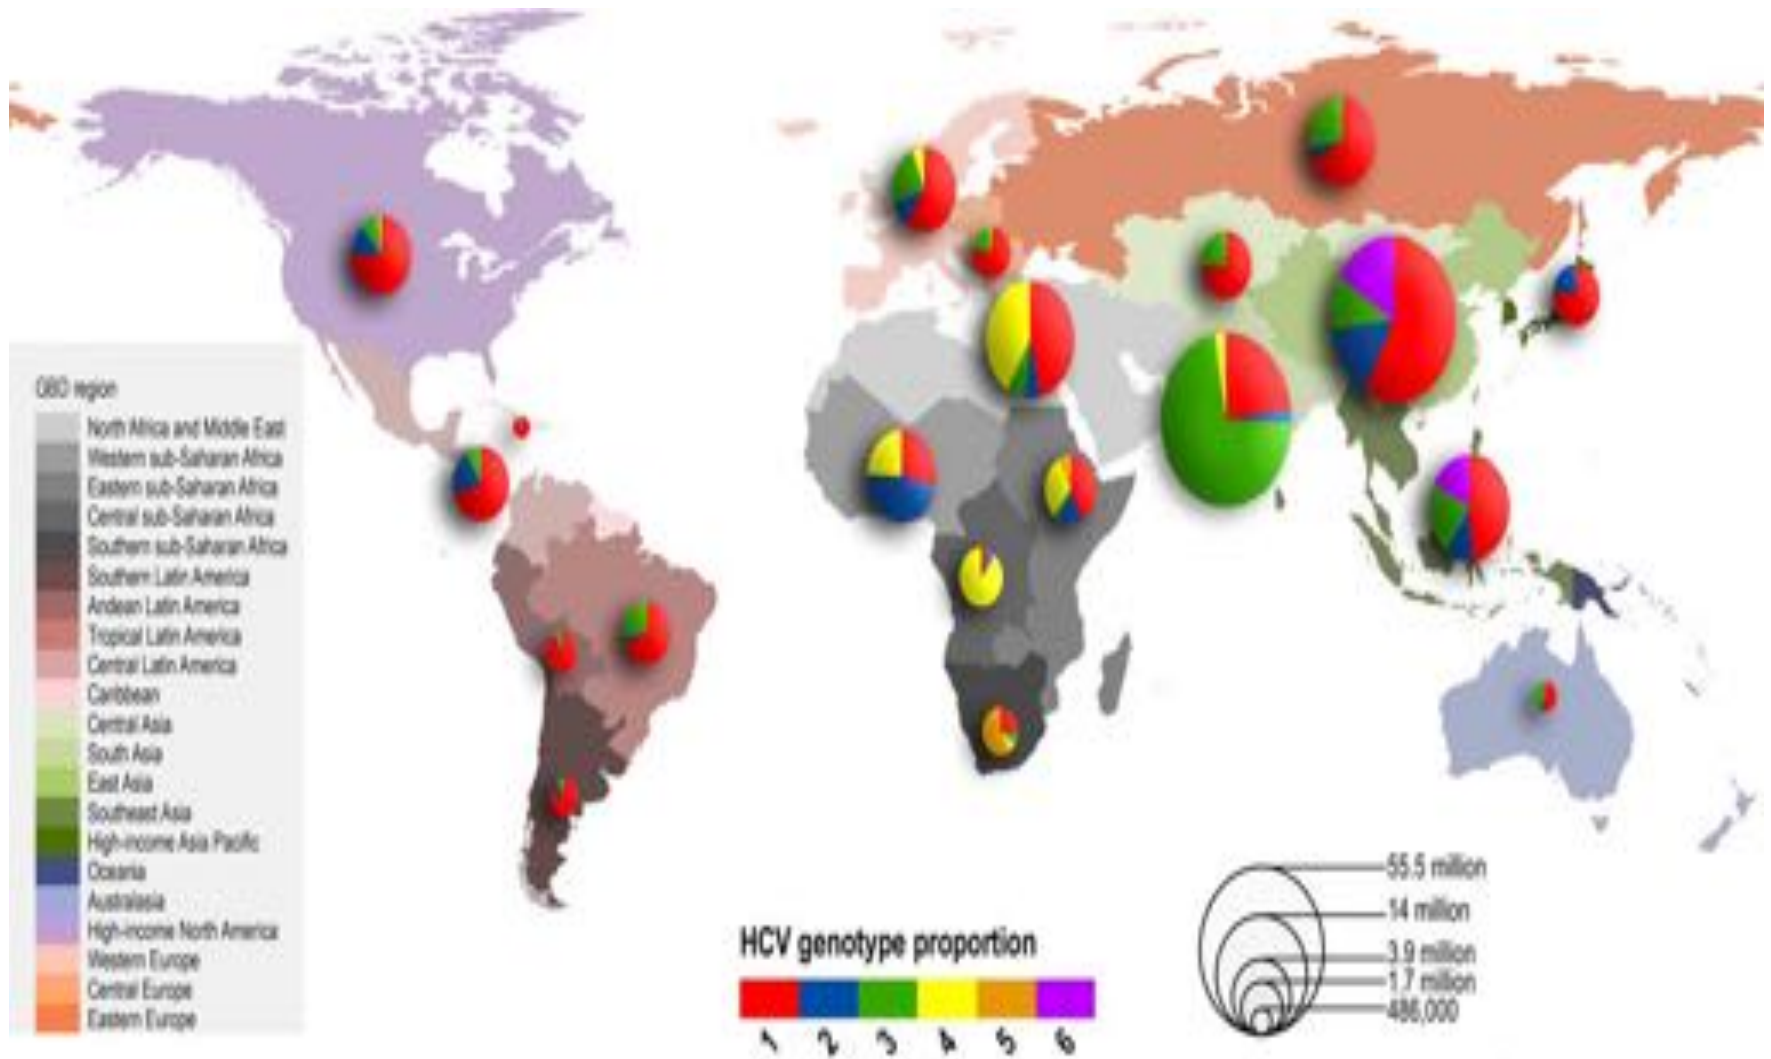 GBD region
North Africa and Middle East
Western sub-Saharan Africa
Eastern sub-Saharan Africa
Central sub-Saharan Africa
Southern sub-Saharan Africa
Southern Latin America
Andean Latin America
Tropical Latin America
Central Latin America
Caribbean
Central Asia
South Asia
East Asia
Southeast Asia
High-income Asia Pacific
Oceania
Australasia
High-income North America
Western Europe
Central Europe
Eastern Europe
HCV genotype proportion
1 2 3 4 5 6
55.5 million
14 million
3.9 million
1.7 million
486,000